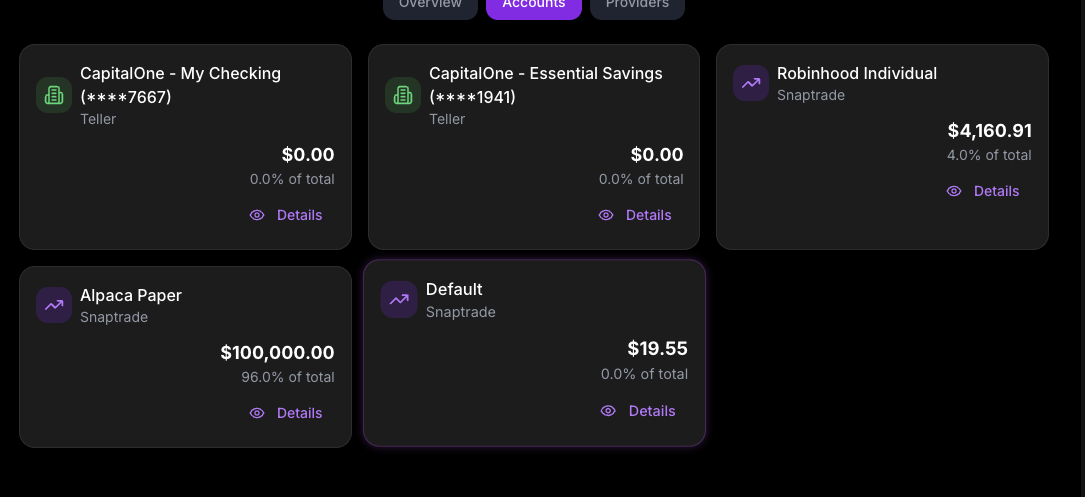 Overview Accounts Providers
CapitalOne - My Checking
(****7667)
Teller
$0.00
0.0% of total
Details
CapitalOne - Essential Savings
(****1941)
Teller
$0.00
0.0% of total
Details
Robinhood Individual
Snaptrade
$4,160.91
4.0% of total
Details
Alpaca Paper
Snaptrade
$100,000.00
96.0% of total
Details
Default
Snaptrade
$19.55
0.0% of total
Details